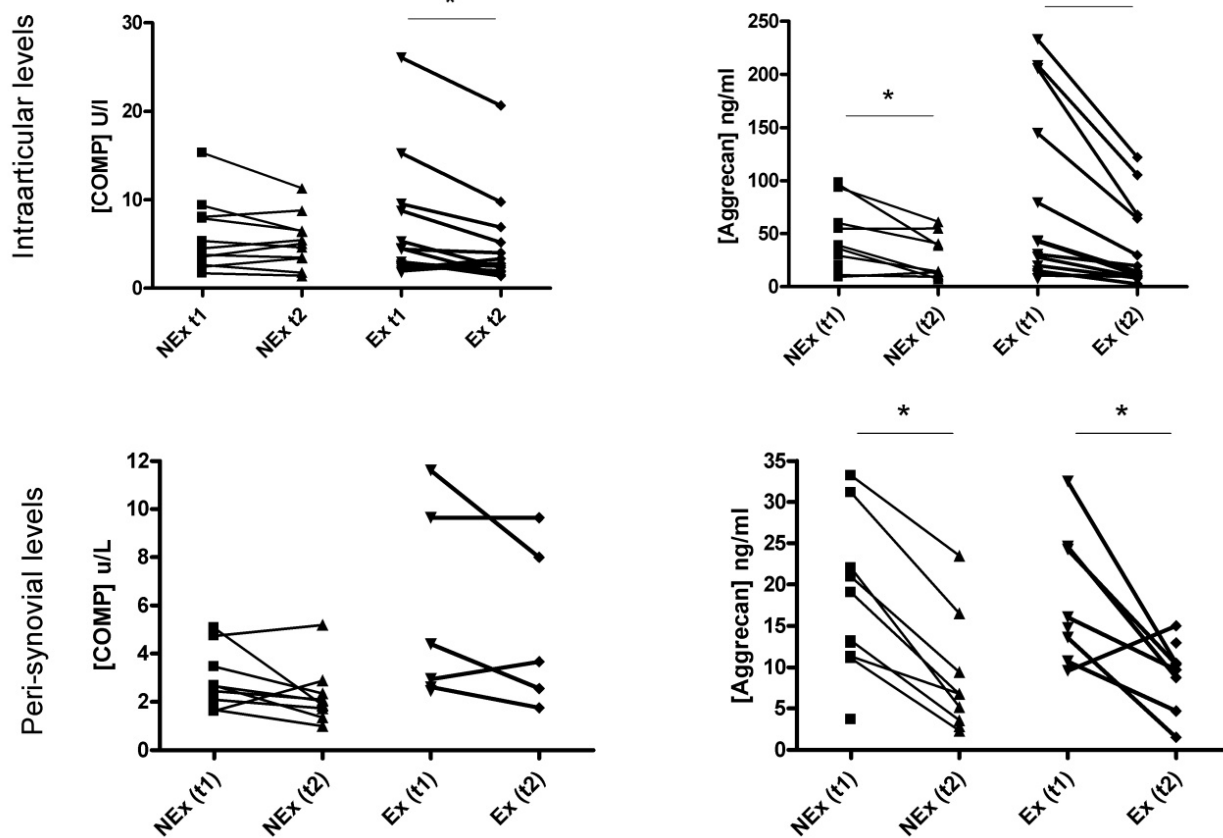 Intraarticular levels
*
[COMP] U/l
30
20
10
0
NEx t1
NEx t2
Ex t1
Ex t2
[Aggrecan] ng/ml
250
200
150
100
50
0
*
NEx (t1)
NEx (t2)
Ex (t1)
Ex (t2)
Peri-synovial levels
[COMP] u/L
12
10
8
6
4
2
0
NEx (t1)
NEx (t2)
Ex (t1)
Ex (t2)
*
*
[Aggrecan] ng/ml
35
30
25
20
15
10
5
0
NEx (t1)
NEx (t2)
Ex (t1)
Ex (t2)